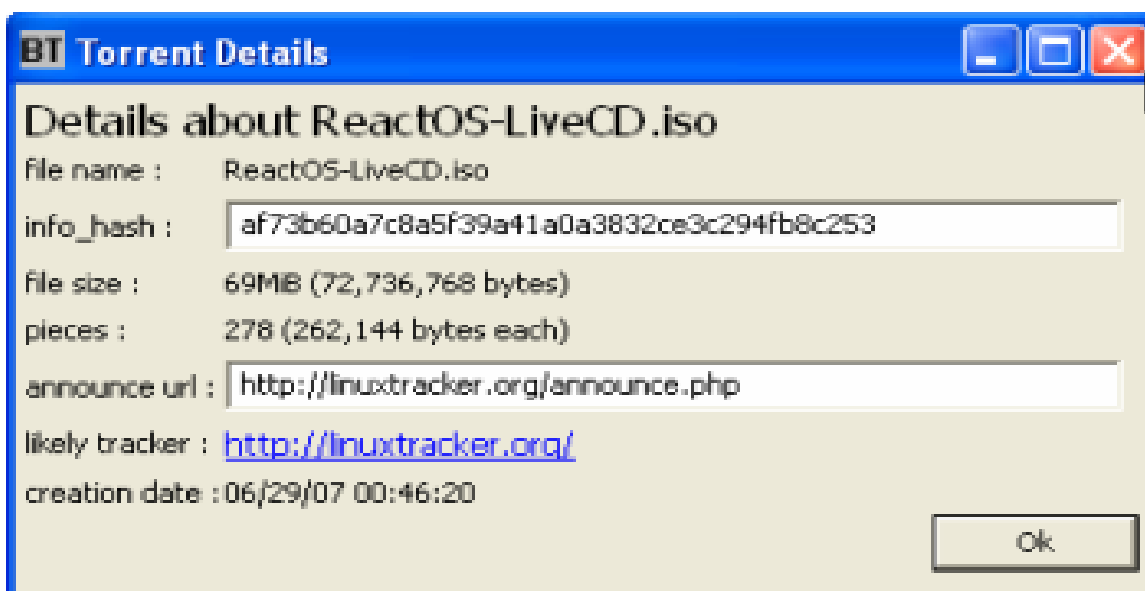 BT Torrent Details
Details about ReactOS-LiveCD.iso
file name : ReactOS-LiveCD.iso
info_hash : af73b60a7c8a5f39a41a0a3832ce3c294fb8c253
file size : 69MiB (72,736,768 bytes)
pieces : 278 (262,144 bytes each)
announce url : http://linuxtracker.org/announce.php
likely tracker : http://linuxtracker.org/
creation date : 06/29/07 00:46:20
Ok